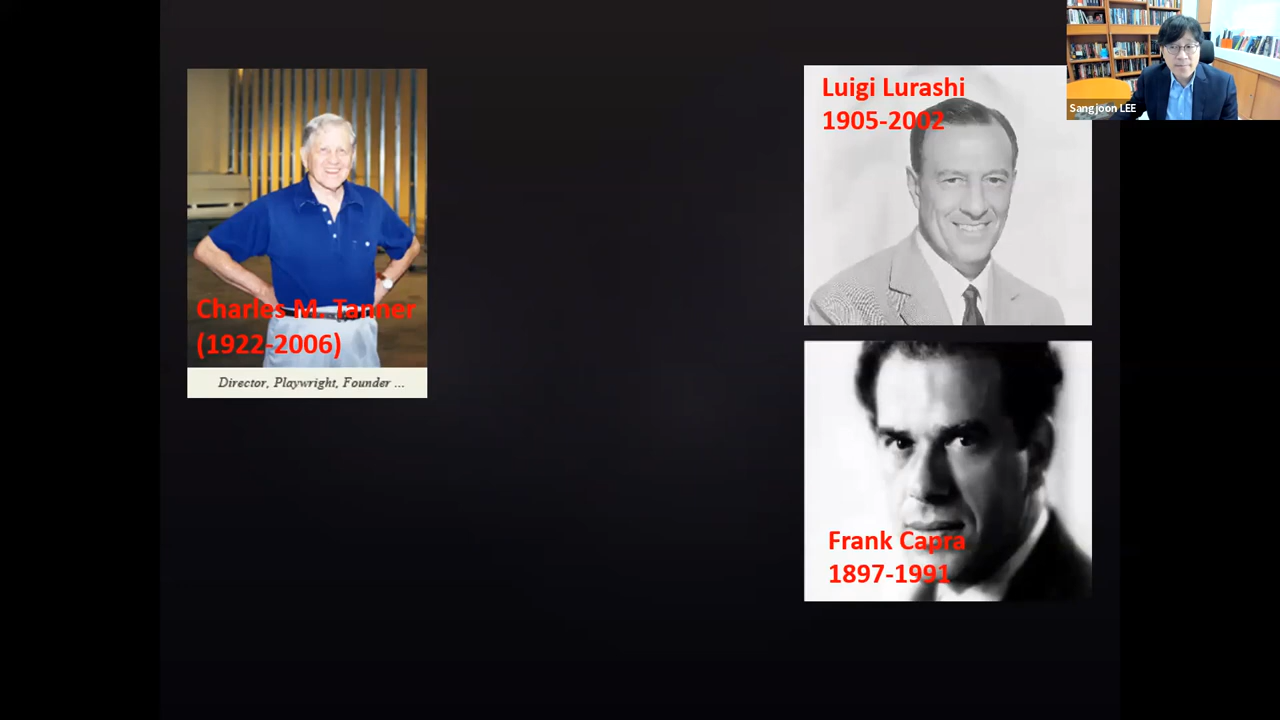 Charles M. Tanner
(1922-2006)
Director, Playwright, Founder ...
Luigi Lurashi
1905-2002
Frank Capra
1897-1991
Sangjoon LEE